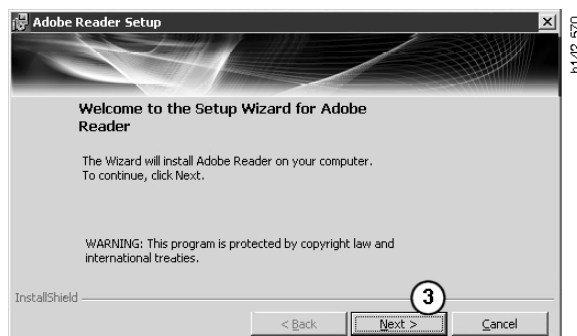 Adobe Reader Setup
Welcome to the Setup Wizard for Adobe
Reader
The Wizard will install Adobe Reader on your computer.
To continue, click Next.
WARNING: This program is protected by copyright law and
international treaties.
InstallShield
3
< Back
Next >
Cancel